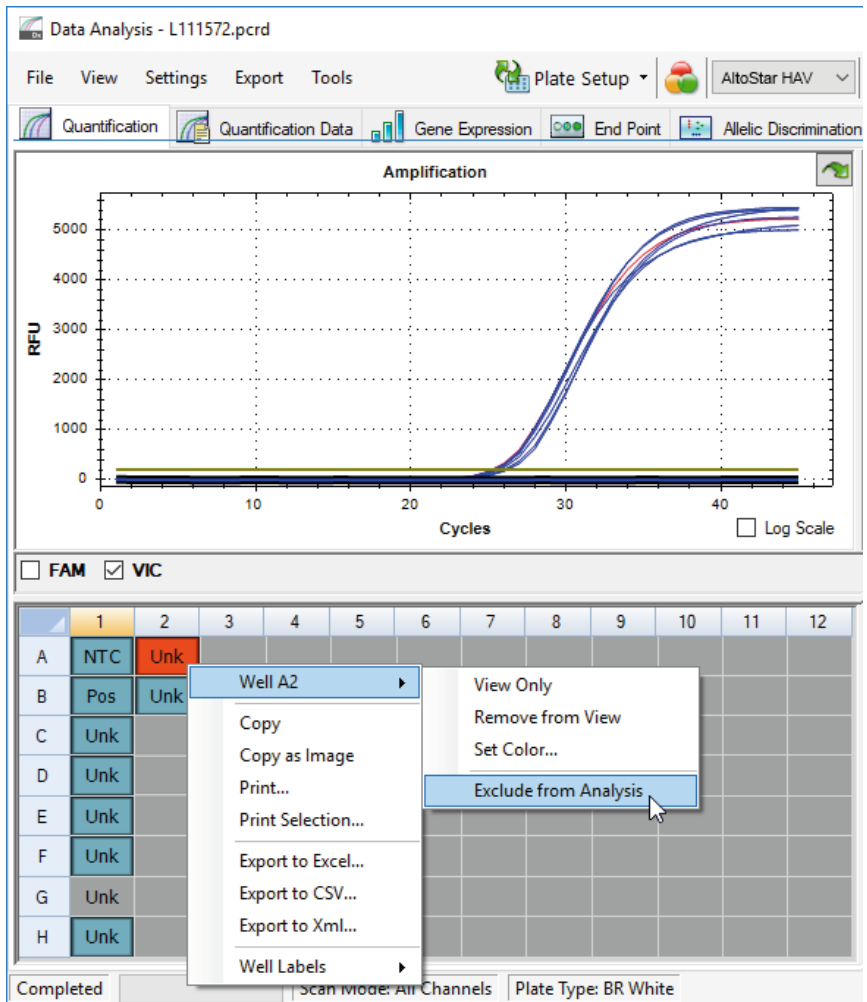 Data Analysis - L111572.pcrd
File View Settings Export Tools Plate Setup AltoStar HAV
Quantification Quantification Data Gene Expression End Point Allelic Discrimination
Amplification
5000
4000
3000
2000
1000
0
RFU
0 10 20 30 40
Cycles
Log Scale
FAM VIC
1 2 3 4 5 6 7 8 9 10 11 12
A NTC Unk
B Pos Unk
C Unk
D Unk
E Unk
F Unk
G Unk
H Unk
Well A2
Copy
Copy as Image
Print...
Print Selection...
Export to Excel...
Export to CSV...
Export to Xml...
Well Labels
View Only
Remove from View
Set Color...
Exclude from Analysis
Completed Scan Mode: All Channels Plate Type: BR White